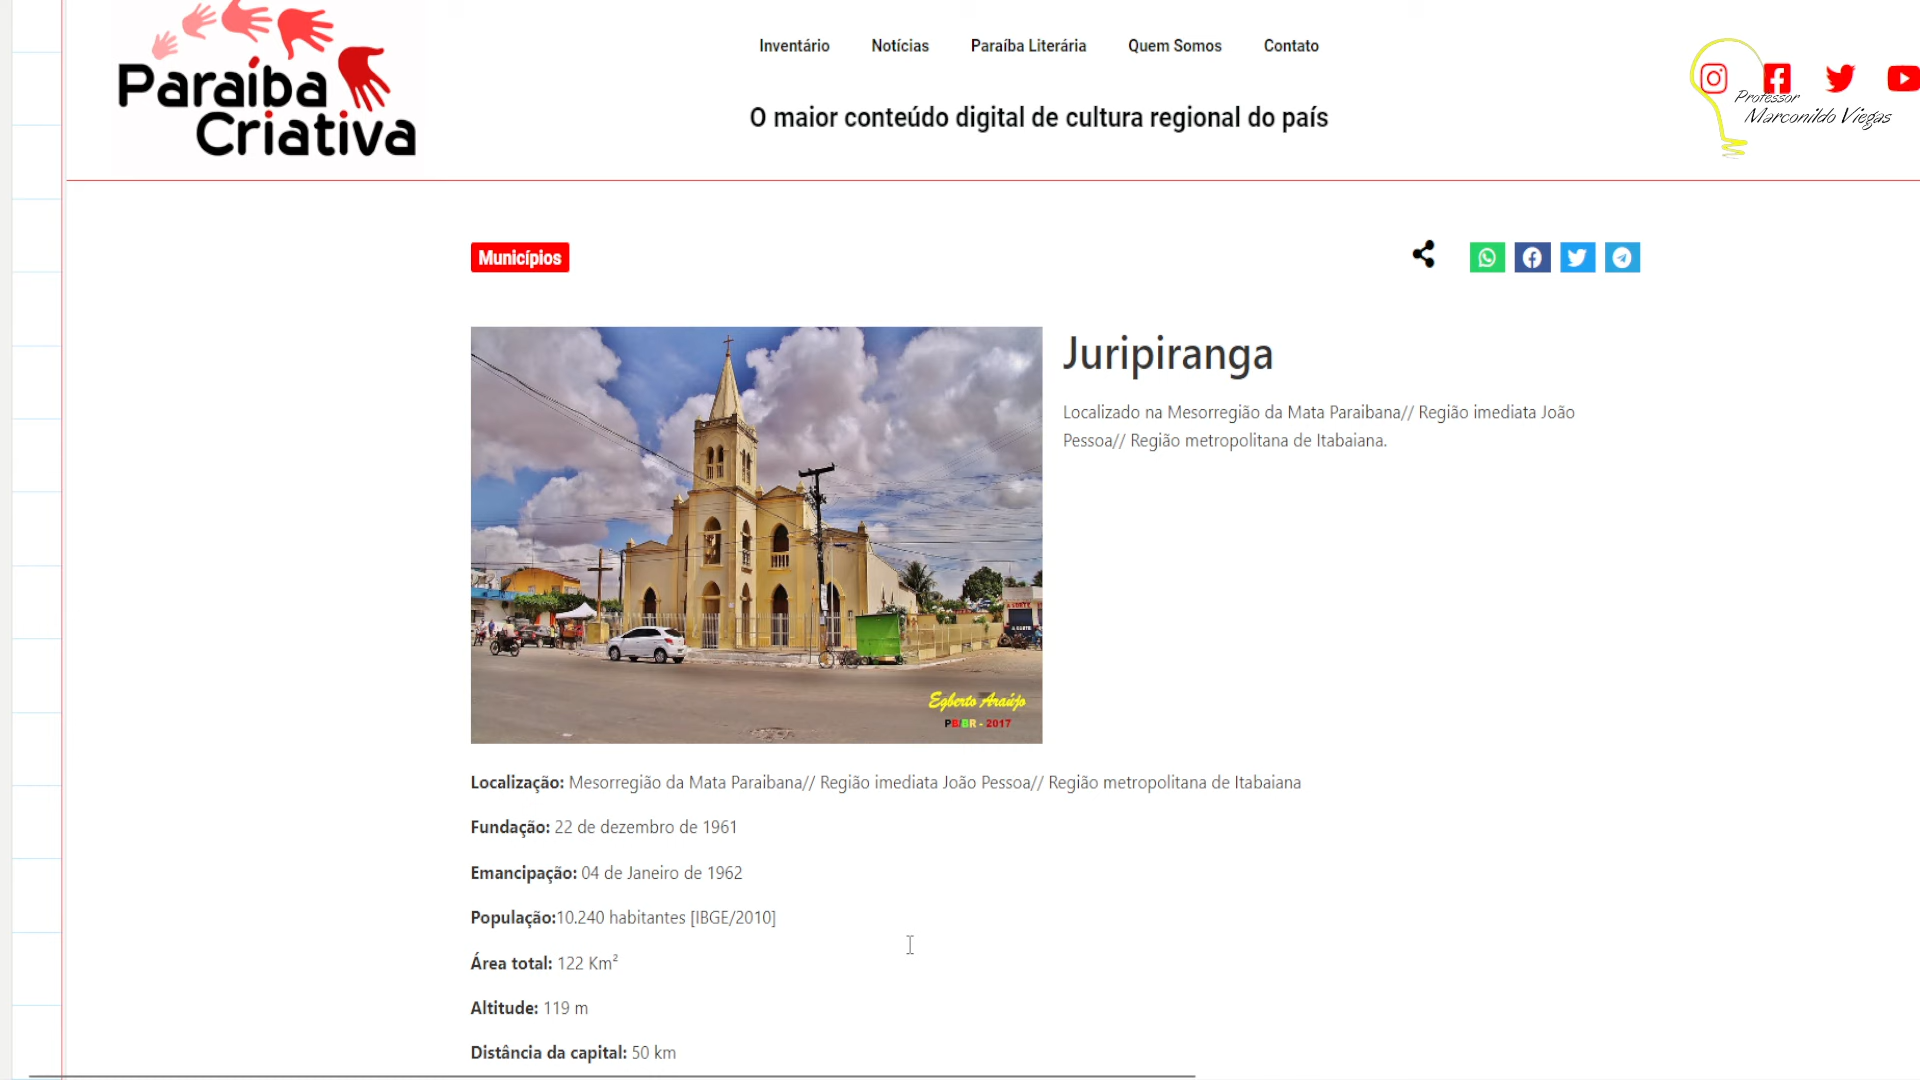 Paraíba
Criativa
Inventário
Notícias
Paraíba Literária
Quem Somos
Contato
O maior conteúdo digital de cultura regional do país
Professor
Marconildo Viegas
Municípios
Juripiranga
Localizado na Mesorregião da Mata Paraibana// Região imediata João
Pessoa// Região metropolitana de Itabaiana.
Egberto Araújo
PB/BR - 2017
Localização: Mesorregião da Mata Paraibana// Região imediata João Pessoa// Região metropolitana de Itabaiana
Fundação: 22 de dezembro de 1961
Emancipação: 04 de Janeiro de 1962
População:10.240 habitantes [IBGE/2010]
Área total: 122 Km²
Altitude: 119 m
Distância da capital: 50 km